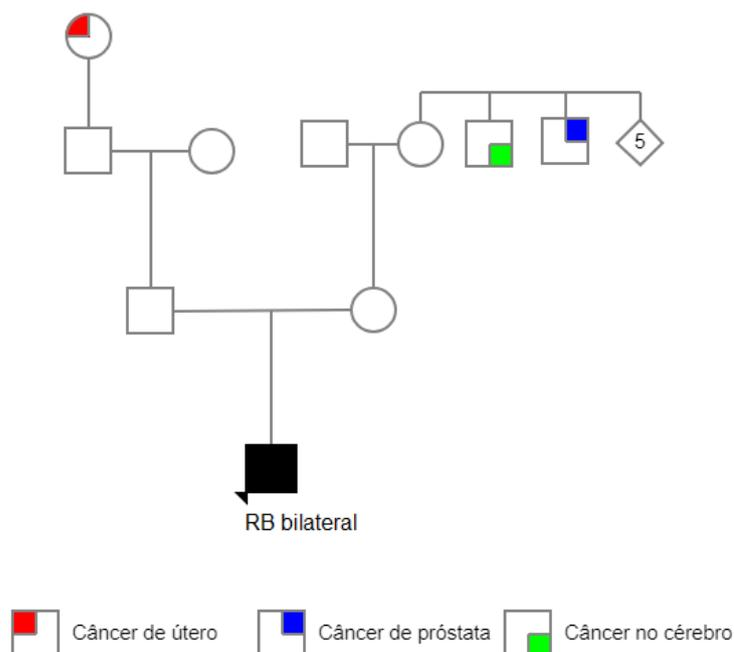 5
RB bilateral
Câncer de útero
Câncer de próstata
Câncer no cérebro